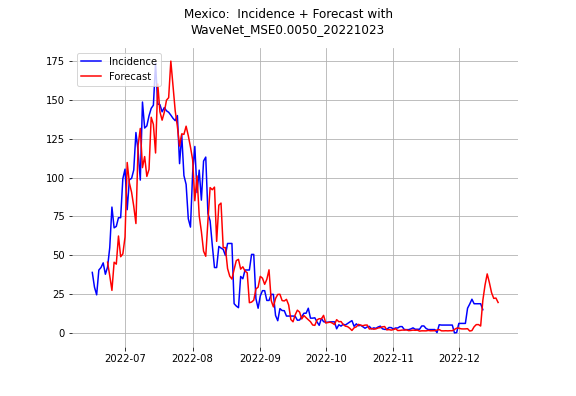 Mexico:  Incidence + Forecast with
WaveNet_MSE0.0050_20221023
Incidence
Forecast
175
150
125
100
75
50
25
0
2022-07 2022-08 2022-09 2022-10 2022-11 2022-12